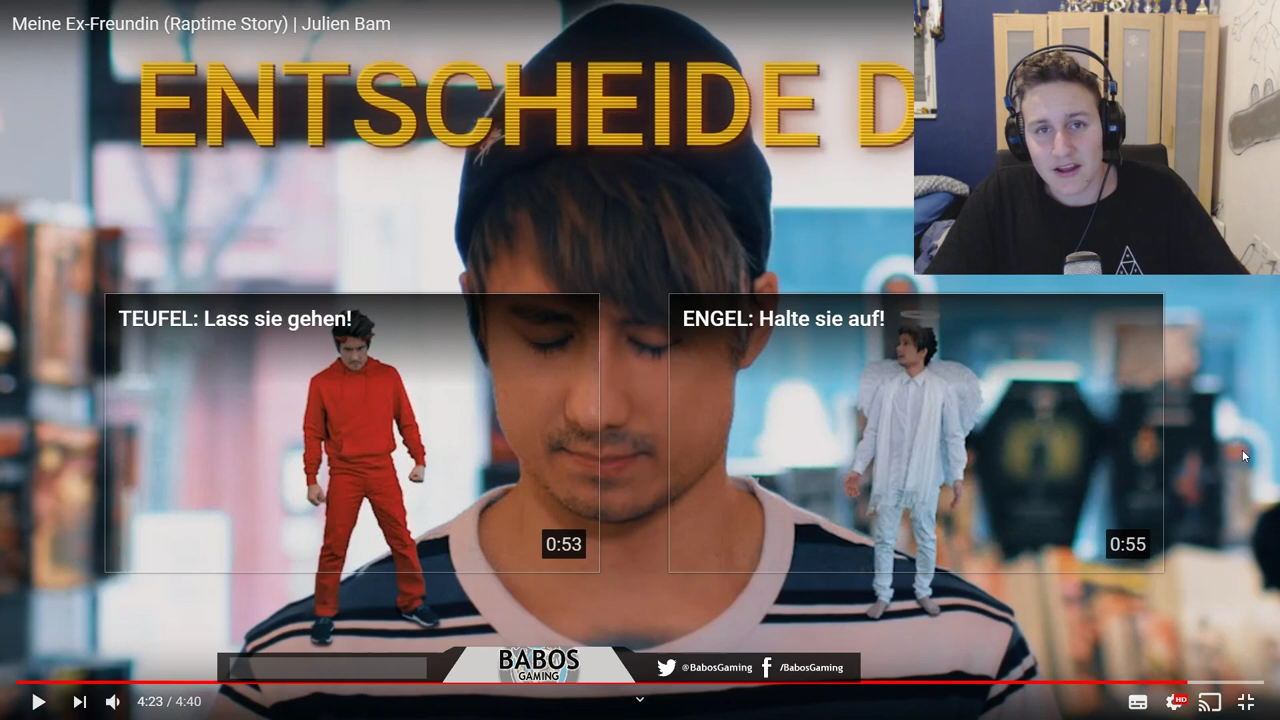 Meine Ex-Freundin (Raptime Story) | Julien Bam
ENTSCHEIDE D
TEUFEL: Lass sie gehen!
ENGEL: Halte sie auf!
0:53
0:55
BABOS
GAMING
@BabosGaming
/BabosGaming
4:23 / 4:40
HD